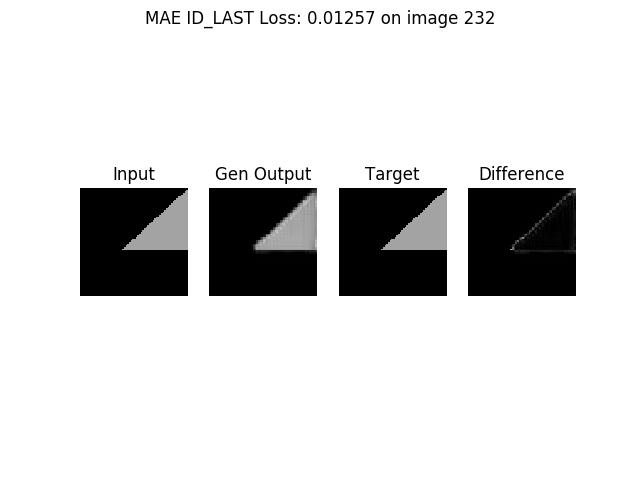 MAE ID_LAST Loss: 0.01257 on image 232
Input
Gen Output
Target
Difference